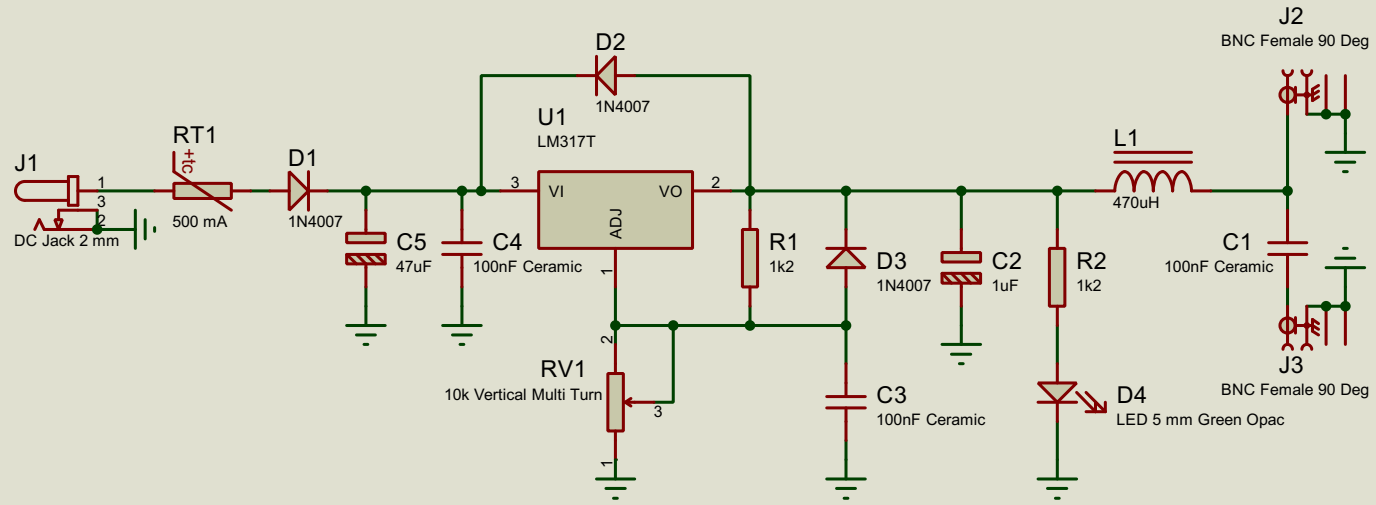 J2
BNC Female 90 Deg
D2
1N4007
U1
LM317T
RT1
+tc
500 mA
J1
1
3
2
DC Jack 2 mm
D1
1N4007
3
VI
VO
2
ADJ
1
L1
470uH
C5
47uF
C4
100nF Ceramic
R1
1k2
D3
1N4007
C2
1uF
R2
1k2
C1
100nF Ceramic
RV1
10k Vertical Multi Turn
2
3
1
C3
100nF Ceramic
D4
LED 5 mm Green Opac
J3
BNC Female 90 Deg